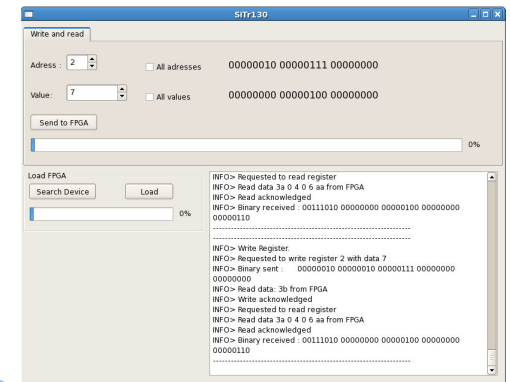 SiTr130
Write and read
Adress : 2 All adresses 00000010 00000111 00000000
Value: 7 All values 00000000 00000100 00000000
Send to FPGA
0%
Load FPGA
Search Device Load
0%
INFO> Requested to read register
INFO> Read data 3a 0 4 0 6 aa from FPGA
INFO> Read acknowledged
INFO> Binary received : 00111010 00000000 00000100 00000000
00000110
------------------------------------------------------------------
------------------------------------------------------------------
INFO> Write Register.
INFO> Requested to write register 2 with data 7
INFO> Binary sent : 00000010 00000010 00000111 00000000
00000000
INFO> Read data: 3b from FPGA
INFO> Write acknowledged
INFO> Requested to read register
INFO> Read data 3a 0 4 0 6 aa from FPGA
INFO> Read acknowledged
INFO> Binary received : 00111010 00000000 00000100 00000000
00000110
------------------------------------------------------------------